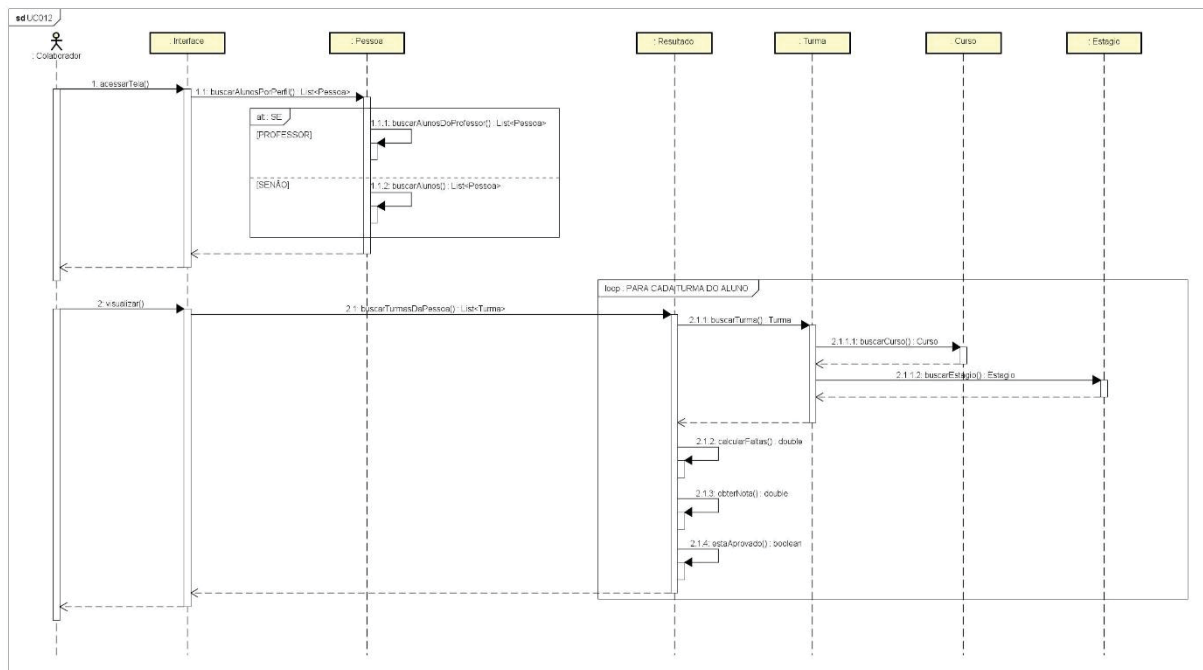 sd UC012
: Colaborador
: Interface
: Pessoa
: Resultado
: Turma
: Curso
: Estagio
1: acessarTela()
1.1: buscarAlunosPorPerfil() : List<Pessoa>
alt : SE
[PROFESSOR]
1.1.1: buscarAlunosDoProfessor() : List<Pessoa>
[SENÃO]
1.1.2: buscarAlunos() : List<Pessoa>
loop : PARA CADA TURMA DO ALUNO
2: visualizar()
2.1: buscarTurmasDaPessoa() : List<Turma>
2.1.1: buscarTurma() : Turma
2.1.1.1: buscarCurso() : Curso
2.1.1.2: buscarEstagio() : Estagio
2.1.2: calcularFaltas() : double
2.1.3: obterNota() : double
2.1.4: estaAprovado() : boolean